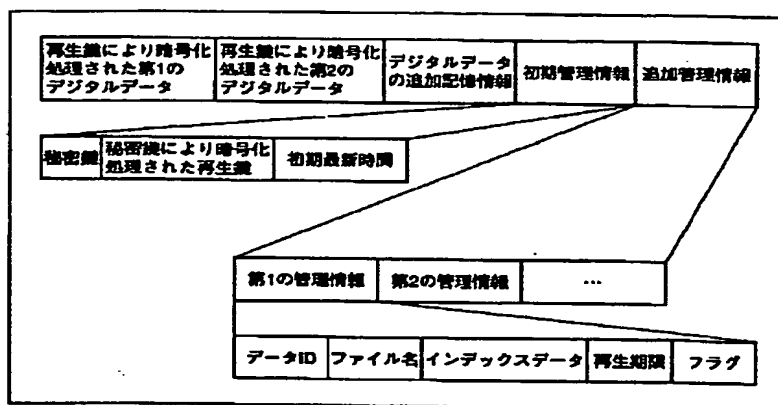 再生鍵により暗号化
処理された第1の
デジタルデータ
再生鍵により暗号化
処理された第2の
デジタルデータ
デジタルデータ
の追加記憶情報
初期管理情報
追加管理情報
秘密鍵
秘密鍵により暗号化
処理された再生鍵
初期最新時間
第1の管理情報
第2の管理情報
…
データID
ファイル名
インデックスデータ
再生期限
フラグ